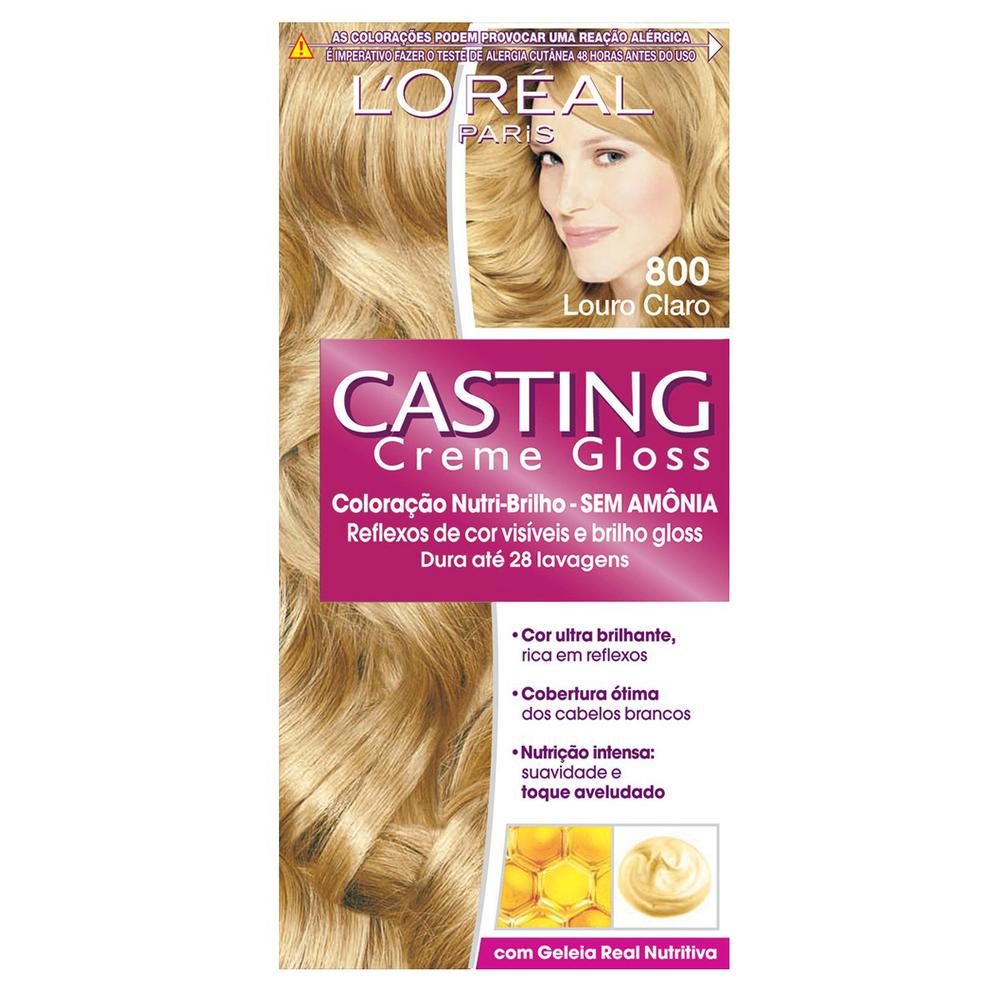 AS COLORAÇÕES PODEM PROVOCAR UMA REAÇÃO ALÉRGICA
É IMPERATIVO FAZER O TESTE DE ALERGIA CUTÂNEA 48 HORAS ANTES DO USO
L'ORÉAL
PARiS
800
Louro Claro
CASTING
Creme Gloss
Coloração Nutri-Brilho - SEM AMÔNIA
Reflexos de cor visíveis e brilho gloss
Dura até 28 lavagens
• Cor ultra brilhante,
rica em reflexos
• Cobertura ótima
dos cabelos brancos
• Nutrição intensa:
suavidade e
toque aveludado
com Geleia Real Nutritiva